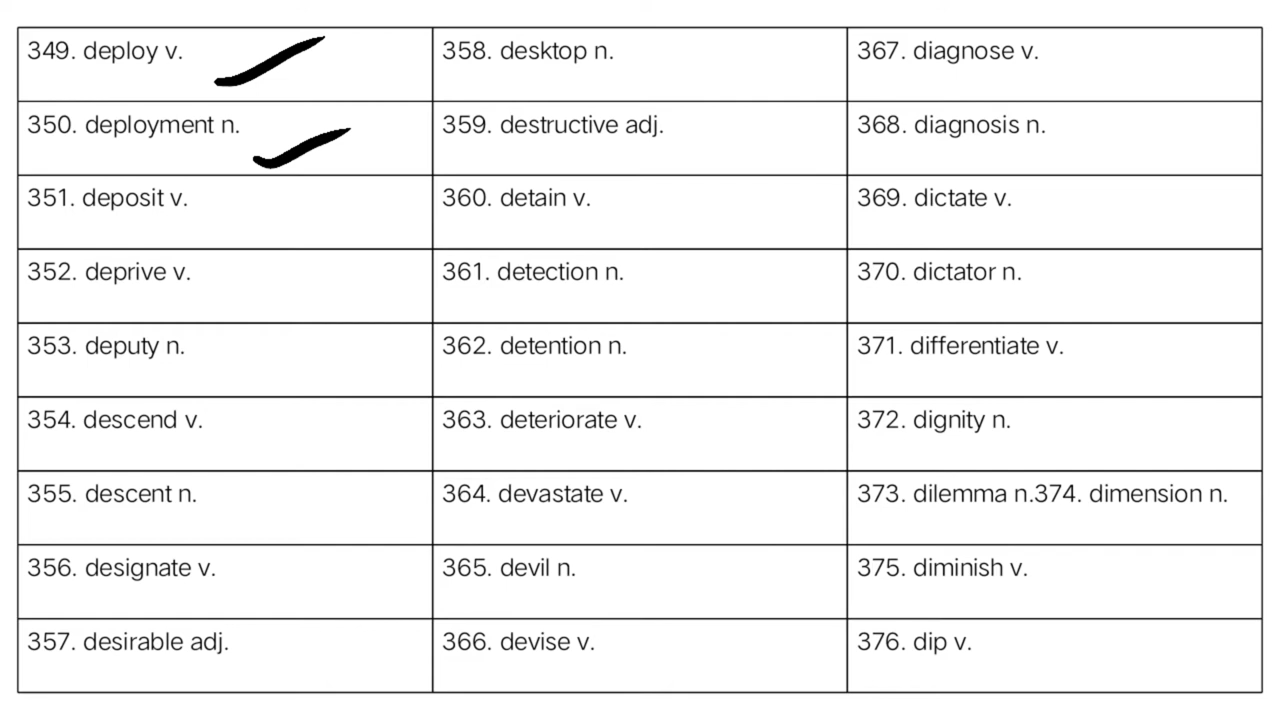 349. deploy v.
350. deployment n.
351. deposit v.
352. deprive v.
353. deputy n.
354. descend v.
355. descent n.
356. designate v.
357. desirable adj.
358. desktop n.
359. destructive adj.
360. detain v.
361. detection n.
362. detention n.
363. deteriorate v.
364. devastate v.
365. devil n.
366. devise v.
367. diagnose v.
368. diagnosis n.
369. dictate v.
370. dictator n.
371. differentiate v.
372. dignity n.
373. dilemma n.374. dimension n.
375. diminish v.
376. dip v.